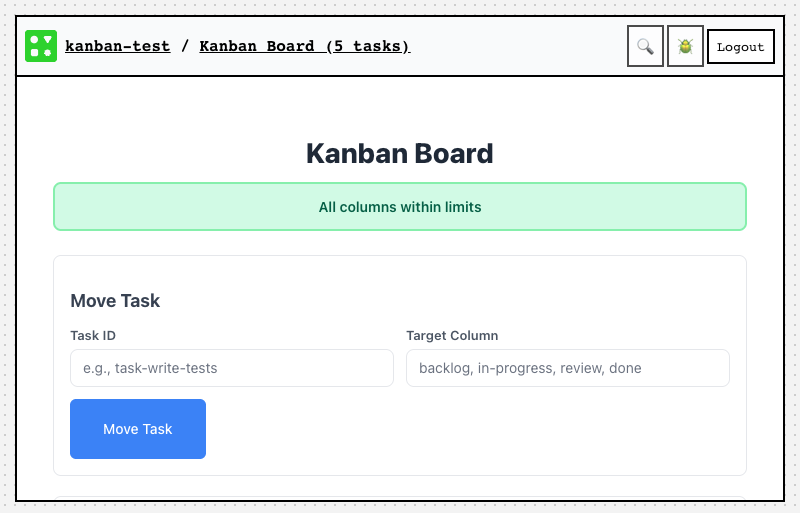 kanban-test / Kanban Board (5 tasks)
Logout
Kanban Board
All columns within limits
Move Task
Task ID
Target Column
e.g., task-write-tests
backlog, in-progress, review, done
Move Task